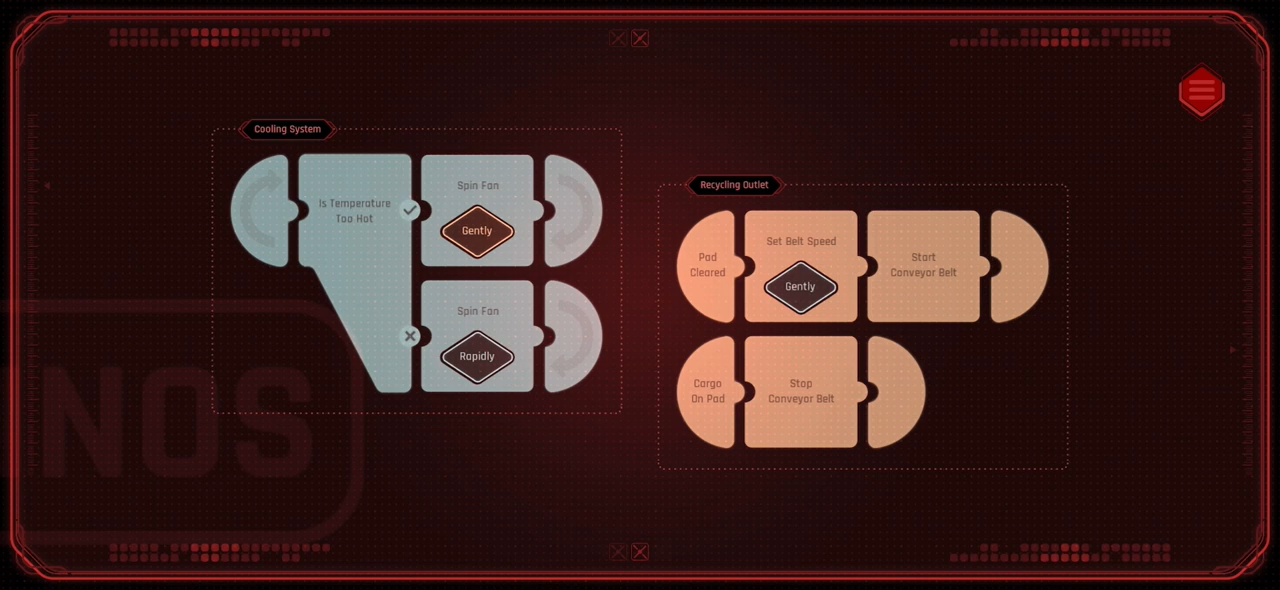 Cooling System
Is Temperature
Too Hot
Spin Fan
Gently
Spin Fan
Rapidly
Recycling Outlet
Pad
Cleared
Set Belt Speed
Gently
Start
Conveyor Belt
Cargo
On Pad
Stop
Conveyor Belt
NOS